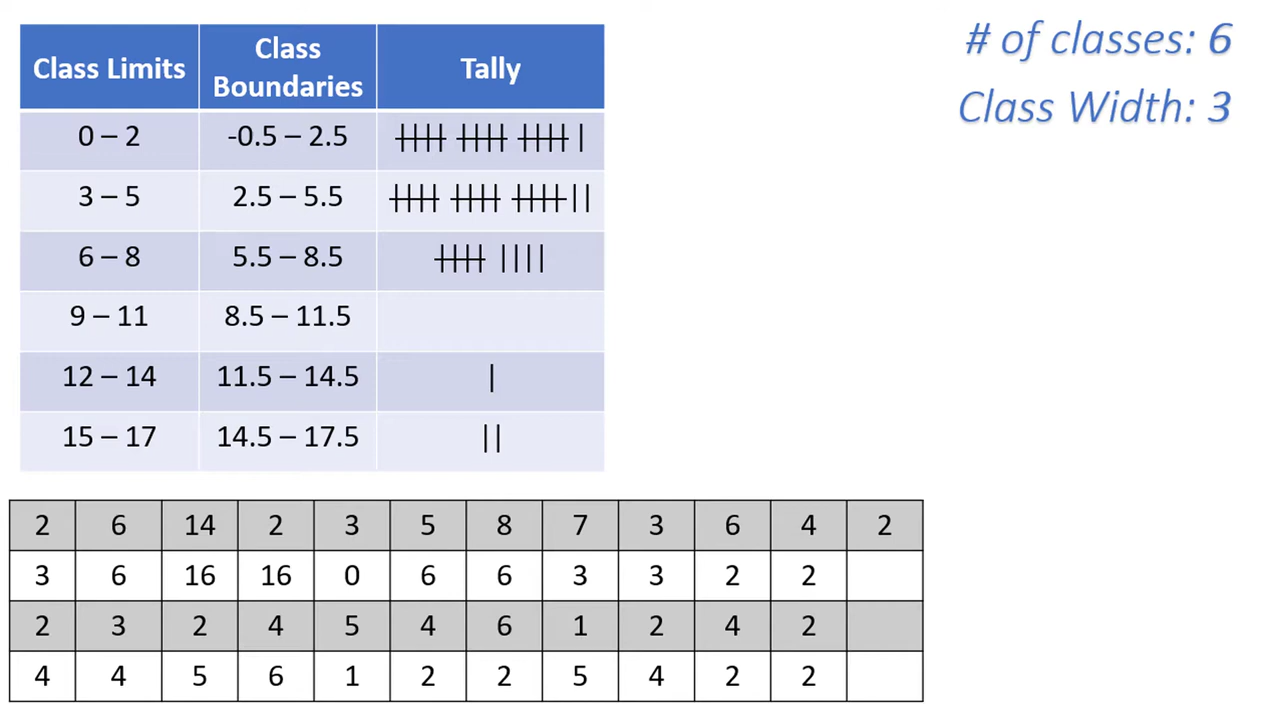 # of classes: 6
Class Width: 3
Class Limits Class Boundaries Tally
0 – 2 -0.5 – 2.5 |||| |||| |||| |
3 – 5 2.5 – 5.5 |||| |||| |||| ||
6 – 8 5.5 – 8.5 |||| ||||
9 – 11 8.5 – 11.5
12 – 14 11.5 – 14.5 |
15 – 17 14.5 – 17.5 ||
2 6 14 2 3 5 8 7 3 6 4 2
3 6 16 16 0 6 6 3 3 2 2
2 3 2 4 5 4 6 1 2 4 2
4 4 5 6 1 2 2 5 4 2 2